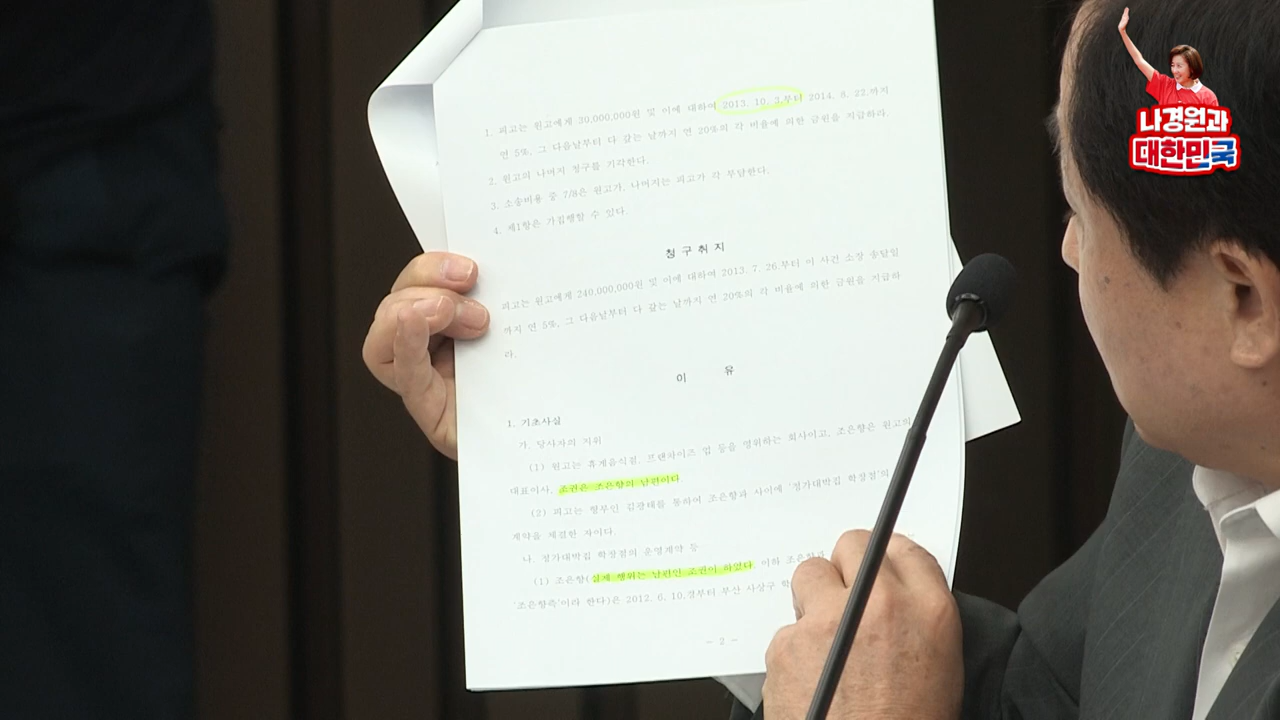 나경원과
대한민국
1. 피고는 원고에게 30,000,000원 및 이에 대하여 2013. 10. 3.부터 2014. 8. 22.까지
연 5%, 그 다음날부터 다 갚는 날까지 연 20%의 각 비율에 의한 금원을 지급하라.
2. 원고의 나머지 청구를 기각한다.
3. 소송비용 중 7/8은 원고가, 나머지는 피고가 각 부담한다.
4. 제1항은 가집행할 수 있다.
청 구 취 지
피고는 원고에게 240,000,000원 및 이에 대하여 2013. 7. 26.부터 이 사건 소장 송달일
까지 연 5%, 그 다음날부터 다 갚는 날까지 연 20%의 각 비율에 의한 금원을 지급하
라.
이 유
1. 기초사실
가. 당사자의 지위
(1) 원고는 휴게음식점, 프랜차이즈 업 등을 영위하는 회사이고, 조은향은 원고의
대표이사, 조권은 조은향의 남편이다.
(2) 피고는 형부인 김광태를 통하여 조은향과 사이에 '정가대박집 학장점'의
계약을 체결한 자이다.
나. 정가대박집 학장점의 운영계약 등
(1) 조은향(실제 행위는 남편인 조권이 하였다. 이하 조은향과
'조은향측'이라 한다)은 2012. 6. 10.경부터 부산 사상구 학
- 2 -